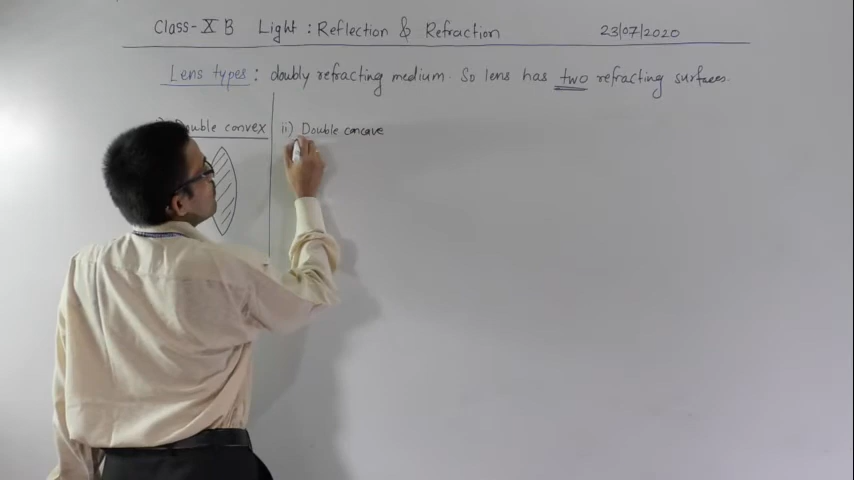 Class- X B Light : Reflection & Refraction 23/07/2020
Lens types : doubly refracting medium. So lens has two refracting surfaces.
convex
ii) Double concave